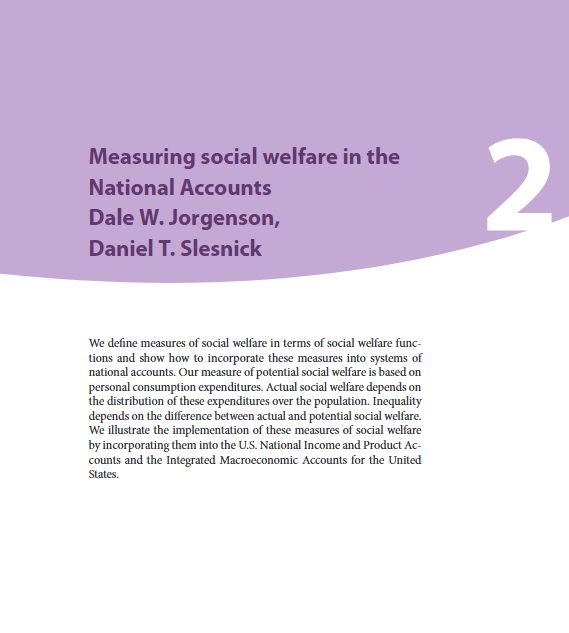 2
Measuring social welfare in the
National Accounts
Dale W. Jorgenson,
Daniel T. Slesnick
We define measures of social welfare in terms of social welfare func-
tions and show how to incorporate these measures into systems of
national accounts. Our measure of potential social welfare is based on
personal consumption expenditures. Actual social welfare depends on
the distribution of these expenditures over the population. Inequality
depends on the difference between actual and potential social welfare.
We illustrate the implementation of these measures of social welfare
by incorporating them into the U.S. National Income and Product Ac-
counts and the Integrated Macroeconomic Accounts for the United
States.